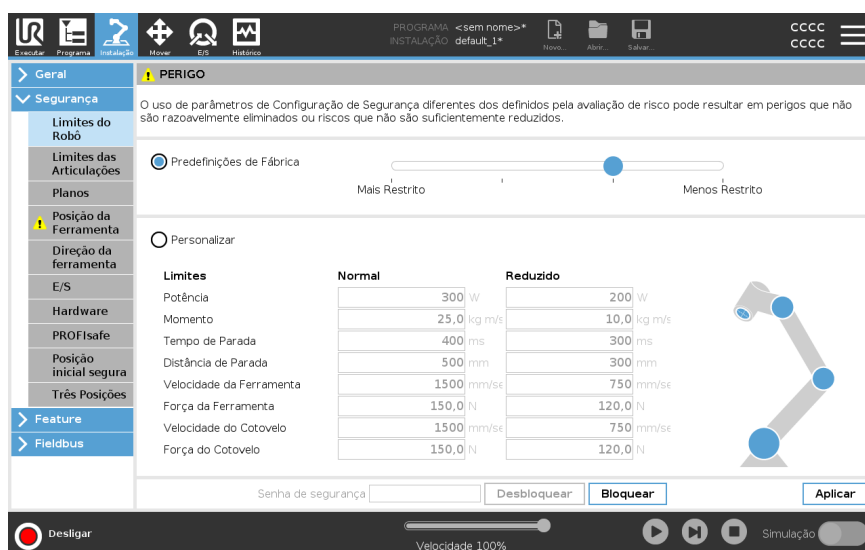 PROGRAMA <sem nome>*
INSTALAÇÃO default_1*
cccc
cccc
Executar Programa Instalação Mover E/S Histórico Novo... Abrir... Salvar...
Geral
Segurança
Limites do
Robô
Limites das
Articulações
Planos
Posição da
Ferramenta
Direção da
ferramenta
E/S
Hardware
PROFIsafe
Posição
inicial segura
Três Posições
Feature
Fieldbus
PERIGO
O uso de parâmetros de Configuração de Segurança diferentes dos definidos pela avaliação de risco pode resultar em perigos que não
são razoavelmente eliminados ou riscos que não são suficientemente reduzidos.
Predefinições de Fábrica
Mais Restrito Menos Restrito
Personalizar
Limites Normal Reduzido
Potência 300 W 200 W
Momento 25,0 kg m/s 10,0 kg m/s
Tempo de Parada 400 ms 300 ms
Distância de Parada 500 mm 300 mm
Velocidade da Ferramenta 1500 mm/se 750 mm/se
Força da Ferramenta 150,0 N 120,0 N
Velocidade do Cotovelo 1500 mm/se 750 mm/se
Força do Cotovelo 150,0 N 120,0 N
Senha de segurança Desbloquear Bloquear Aplicar
Desligar
Velocidade 100%
Simulação